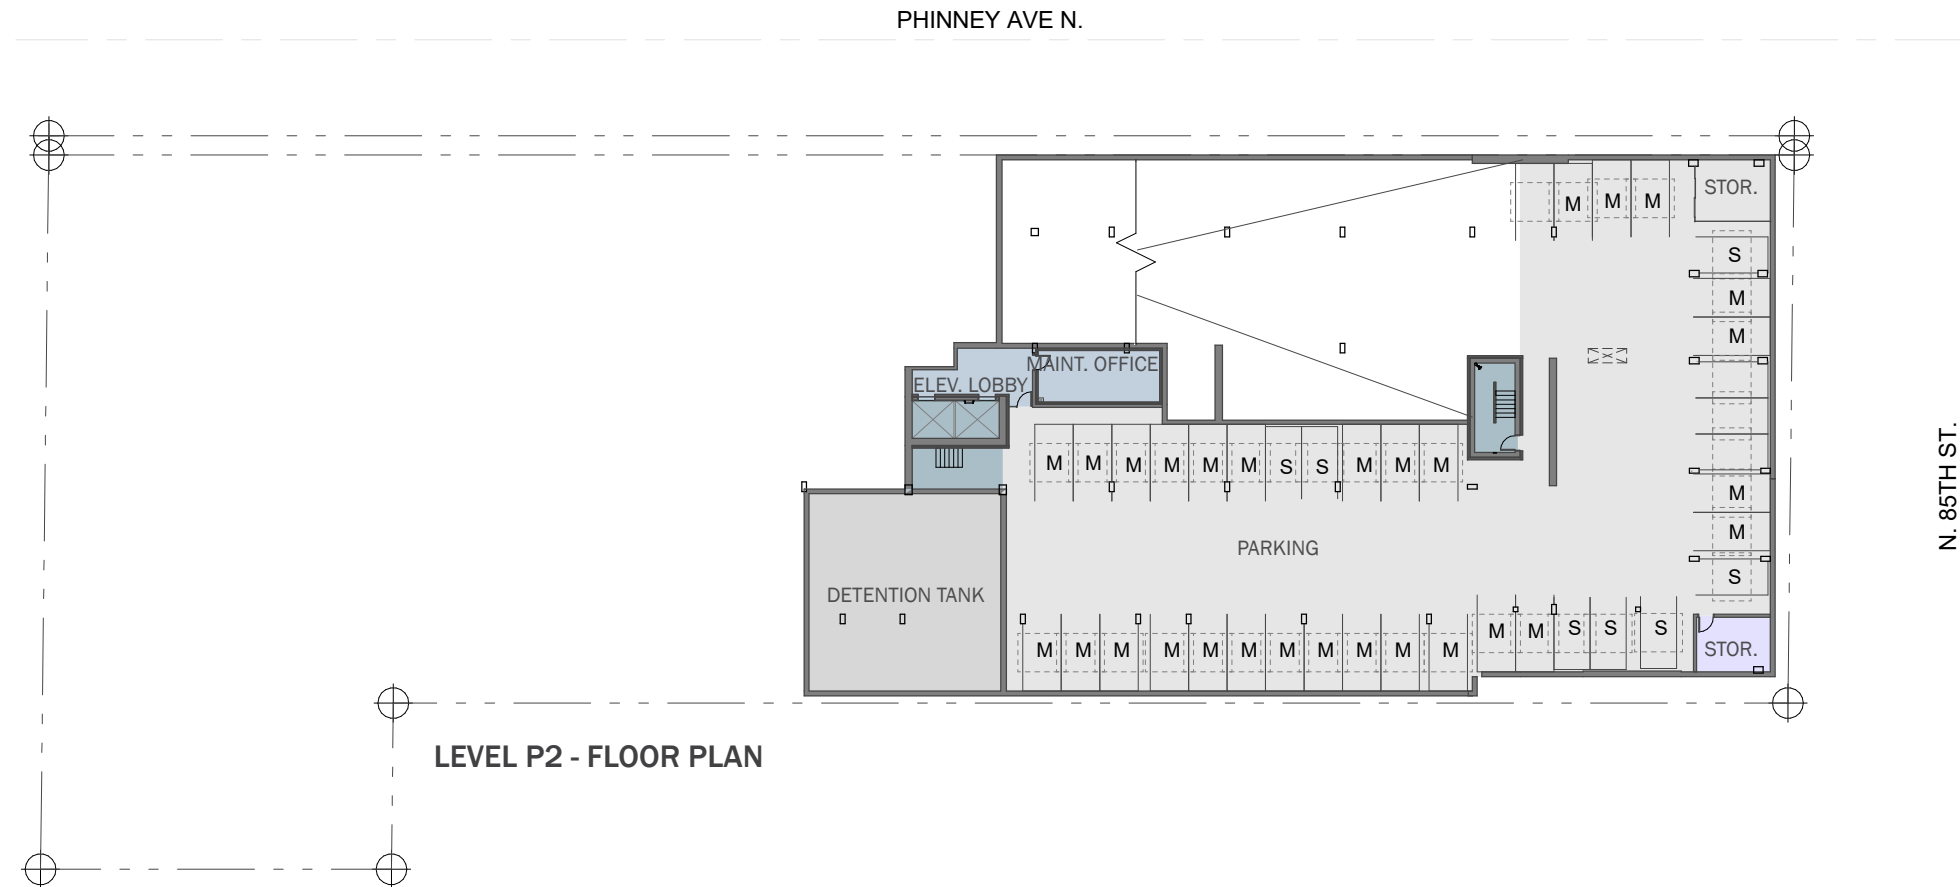 PHINNEY AVE N.
STOR.
M M M
S
M
M
MAINT. OFFICE
ELEV. LOBBY
M M M M M M S S M M M
M
M
N. 85TH ST.
PARKING
S
DETENTION TANK
M M S S S
M M M M M M M M M M M
STOR.
LEVEL P2 - FLOOR PLAN